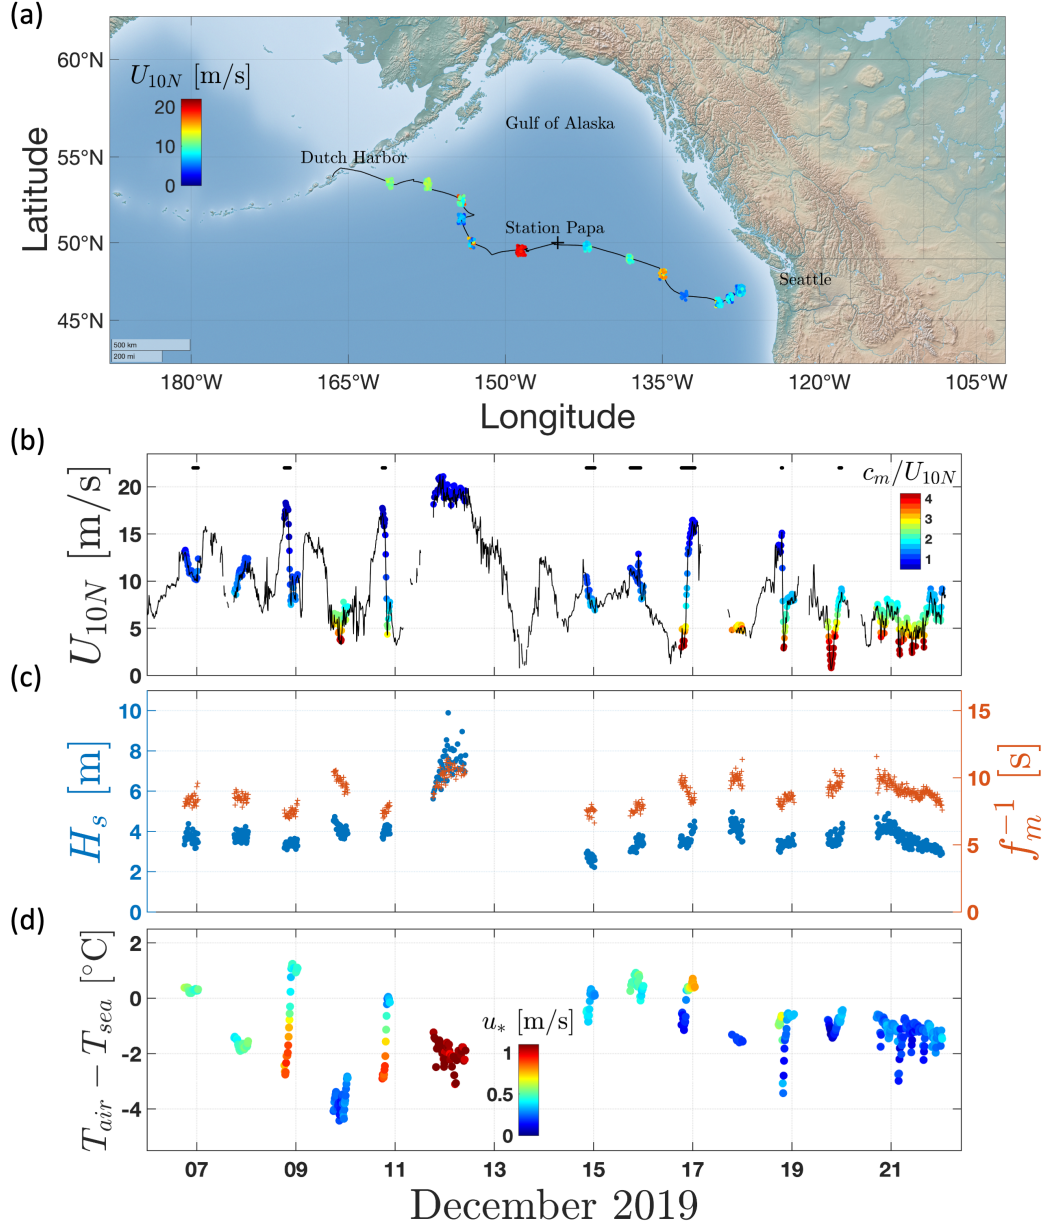 (a)
U10N [m/s]
20
10
0
60°N
55°N
50°N
45°N
Latitude
Gulf of Alaska
Dutch Harbor
Station Papa
Seattle
500 km
200 mi
180°W 165°W 150°W 135°W 120°W 105°W
Longitude
(b)
U10N [m/s]
20
15
10
5
0
cm/U10N
4
3
2
1
(c)
Hs [m]
10
8
6
4
2
0
15
10
5
0
fm−1 [s]
(d)
Tair − Tsea [°C]
2
0
-2
-4
u* [m/s]
1
0.5
0
07 09 11 13 15 17 19 21
December 2019